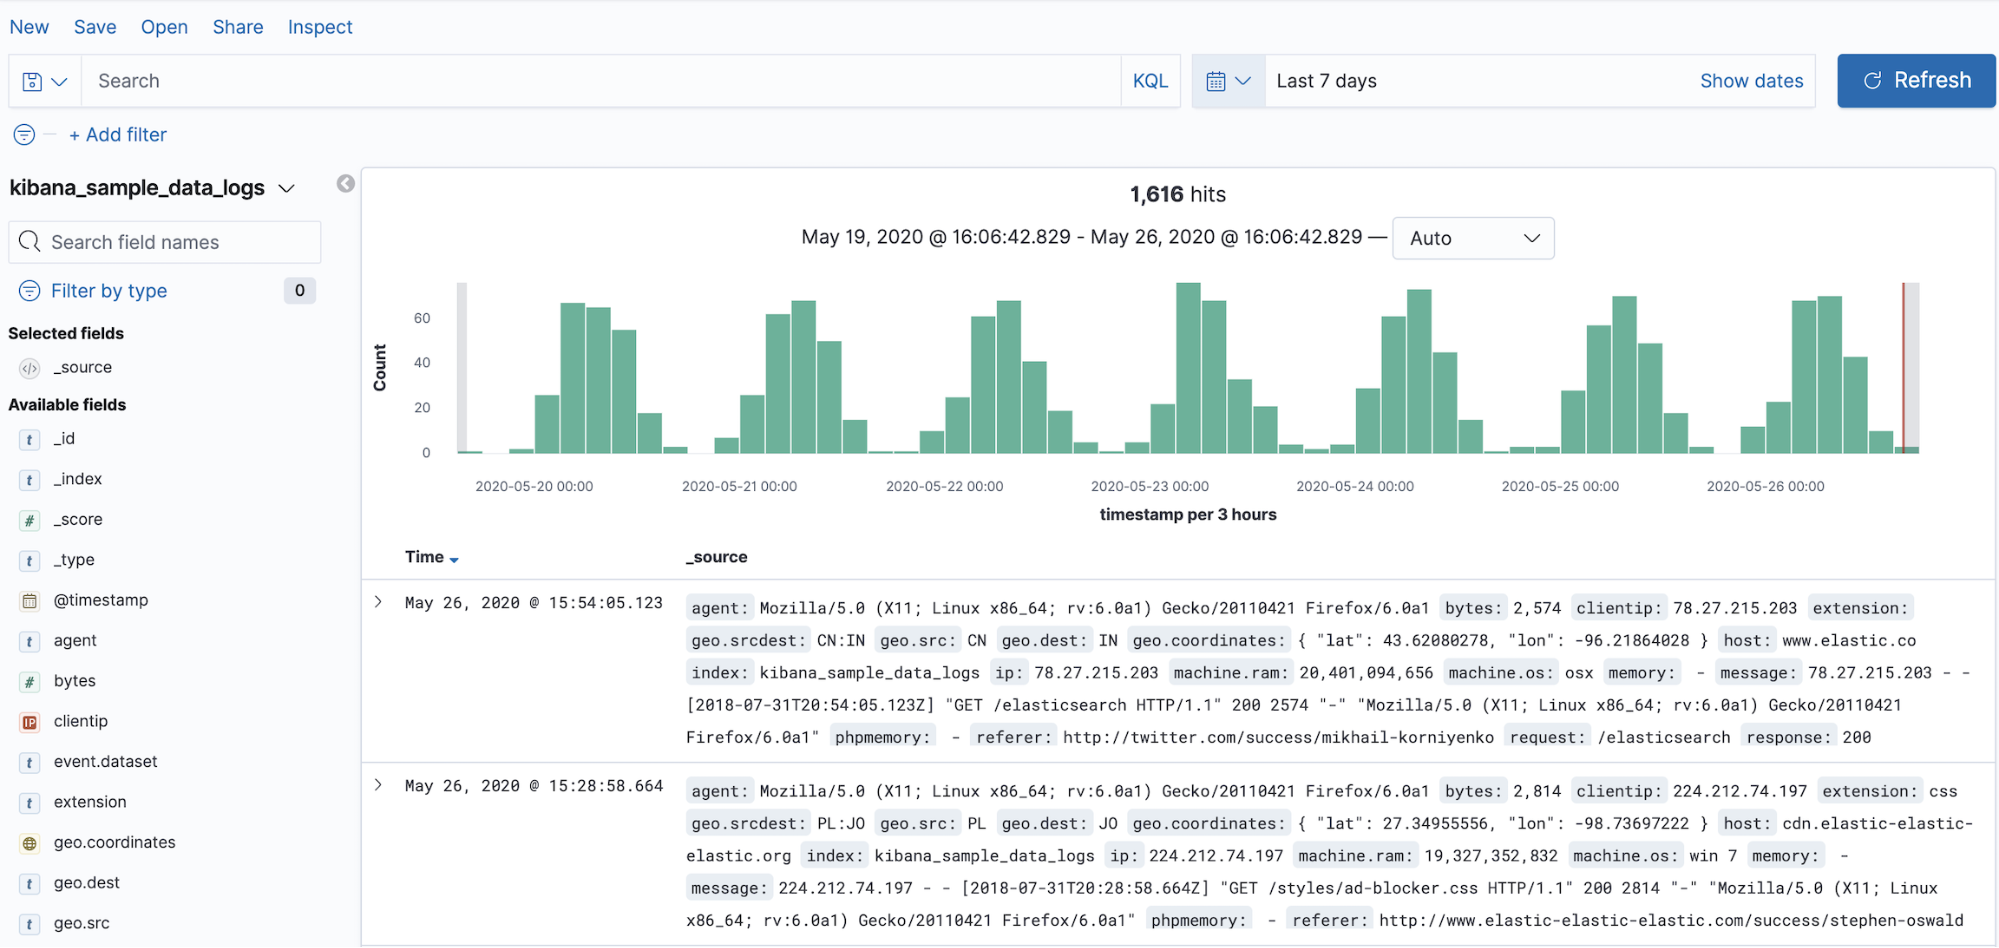 New Save Open Share Inspect
Search KQL Last 7 days Show dates Refresh
+ Add filter
kibana_sample_data_logs
Search field names
Filter by type 0
Selected fields
</> _source
Available fields
t _id
t _index
# _score
t _type
@timestamp
t agent
# bytes
IP clientip
t event.dataset
t extension
geo.coordinates
t geo.dest
t geo.src
1,616 hits
May 19, 2020 @ 16:06:42.829 - May 26, 2020 @ 16:06:42.829 — Auto
Count
60
40
20
0
2020-05-20 00:00 2020-05-21 00:00 2020-05-22 00:00 2020-05-23 00:00 2020-05-24 00:00 2020-05-25 00:00 2020-05-26 00:00
timestamp per 3 hours
Time _source
May 26, 2020 @ 15:54:05.123
agent: Mozilla/5.0 (X11; Linux x86_64; rv:6.0a1) Gecko/20110421 Firefox/6.0a1 bytes: 2,574 clientip: 78.27.215.203 extension:
geo.srcdest: CN:IN geo.src: CN geo.dest: IN geo.coordinates: { "lat": 43.62080278, "lon": -96.21864028 } host: www.elastic.co
index: kibana_sample_data_logs ip: 78.27.215.203 machine.ram: 20,401,094,656 machine.os: osx memory: - message: 78.27.215.203 - -
[2018-07-31T20:54:05.123Z] "GET /elasticsearch HTTP/1.1" 200 2574 "-" "Mozilla/5.0 (X11; Linux x86_64; rv:6.0a1) Gecko/20110421
Firefox/6.0a1" phpmemory: - referer: http://twitter.com/success/mikhail-korniyenko request: /elasticsearch response: 200
May 26, 2020 @ 15:28:58.664
agent: Mozilla/5.0 (X11; Linux x86_64; rv:6.0a1) Gecko/20110421 Firefox/6.0a1 bytes: 2,814 clientip: 224.212.74.197 extension: css
geo.srcdest: PL:JO geo.src: PL geo.dest: JO geo.coordinates: { "lat": 27.34955556, "lon": -98.73697222 } host: cdn.elastic-elastic-
elastic.org index: kibana_sample_data_logs ip: 224.212.74.197 machine.ram: 19,327,352,832 machine.os: win 7 memory: -
message: 224.212.74.197 - - [2018-07-31T20:28:58.664Z] "GET /styles/ad-blocker.css HTTP/1.1" 200 2814 "-" "Mozilla/5.0 (X11; Linux
x86_64; rv:6.0a1) Gecko/20110421 Firefox/6.0a1" phpmemory: - referer: http://www.elastic-elastic-elastic.com/success/stephen-oswald